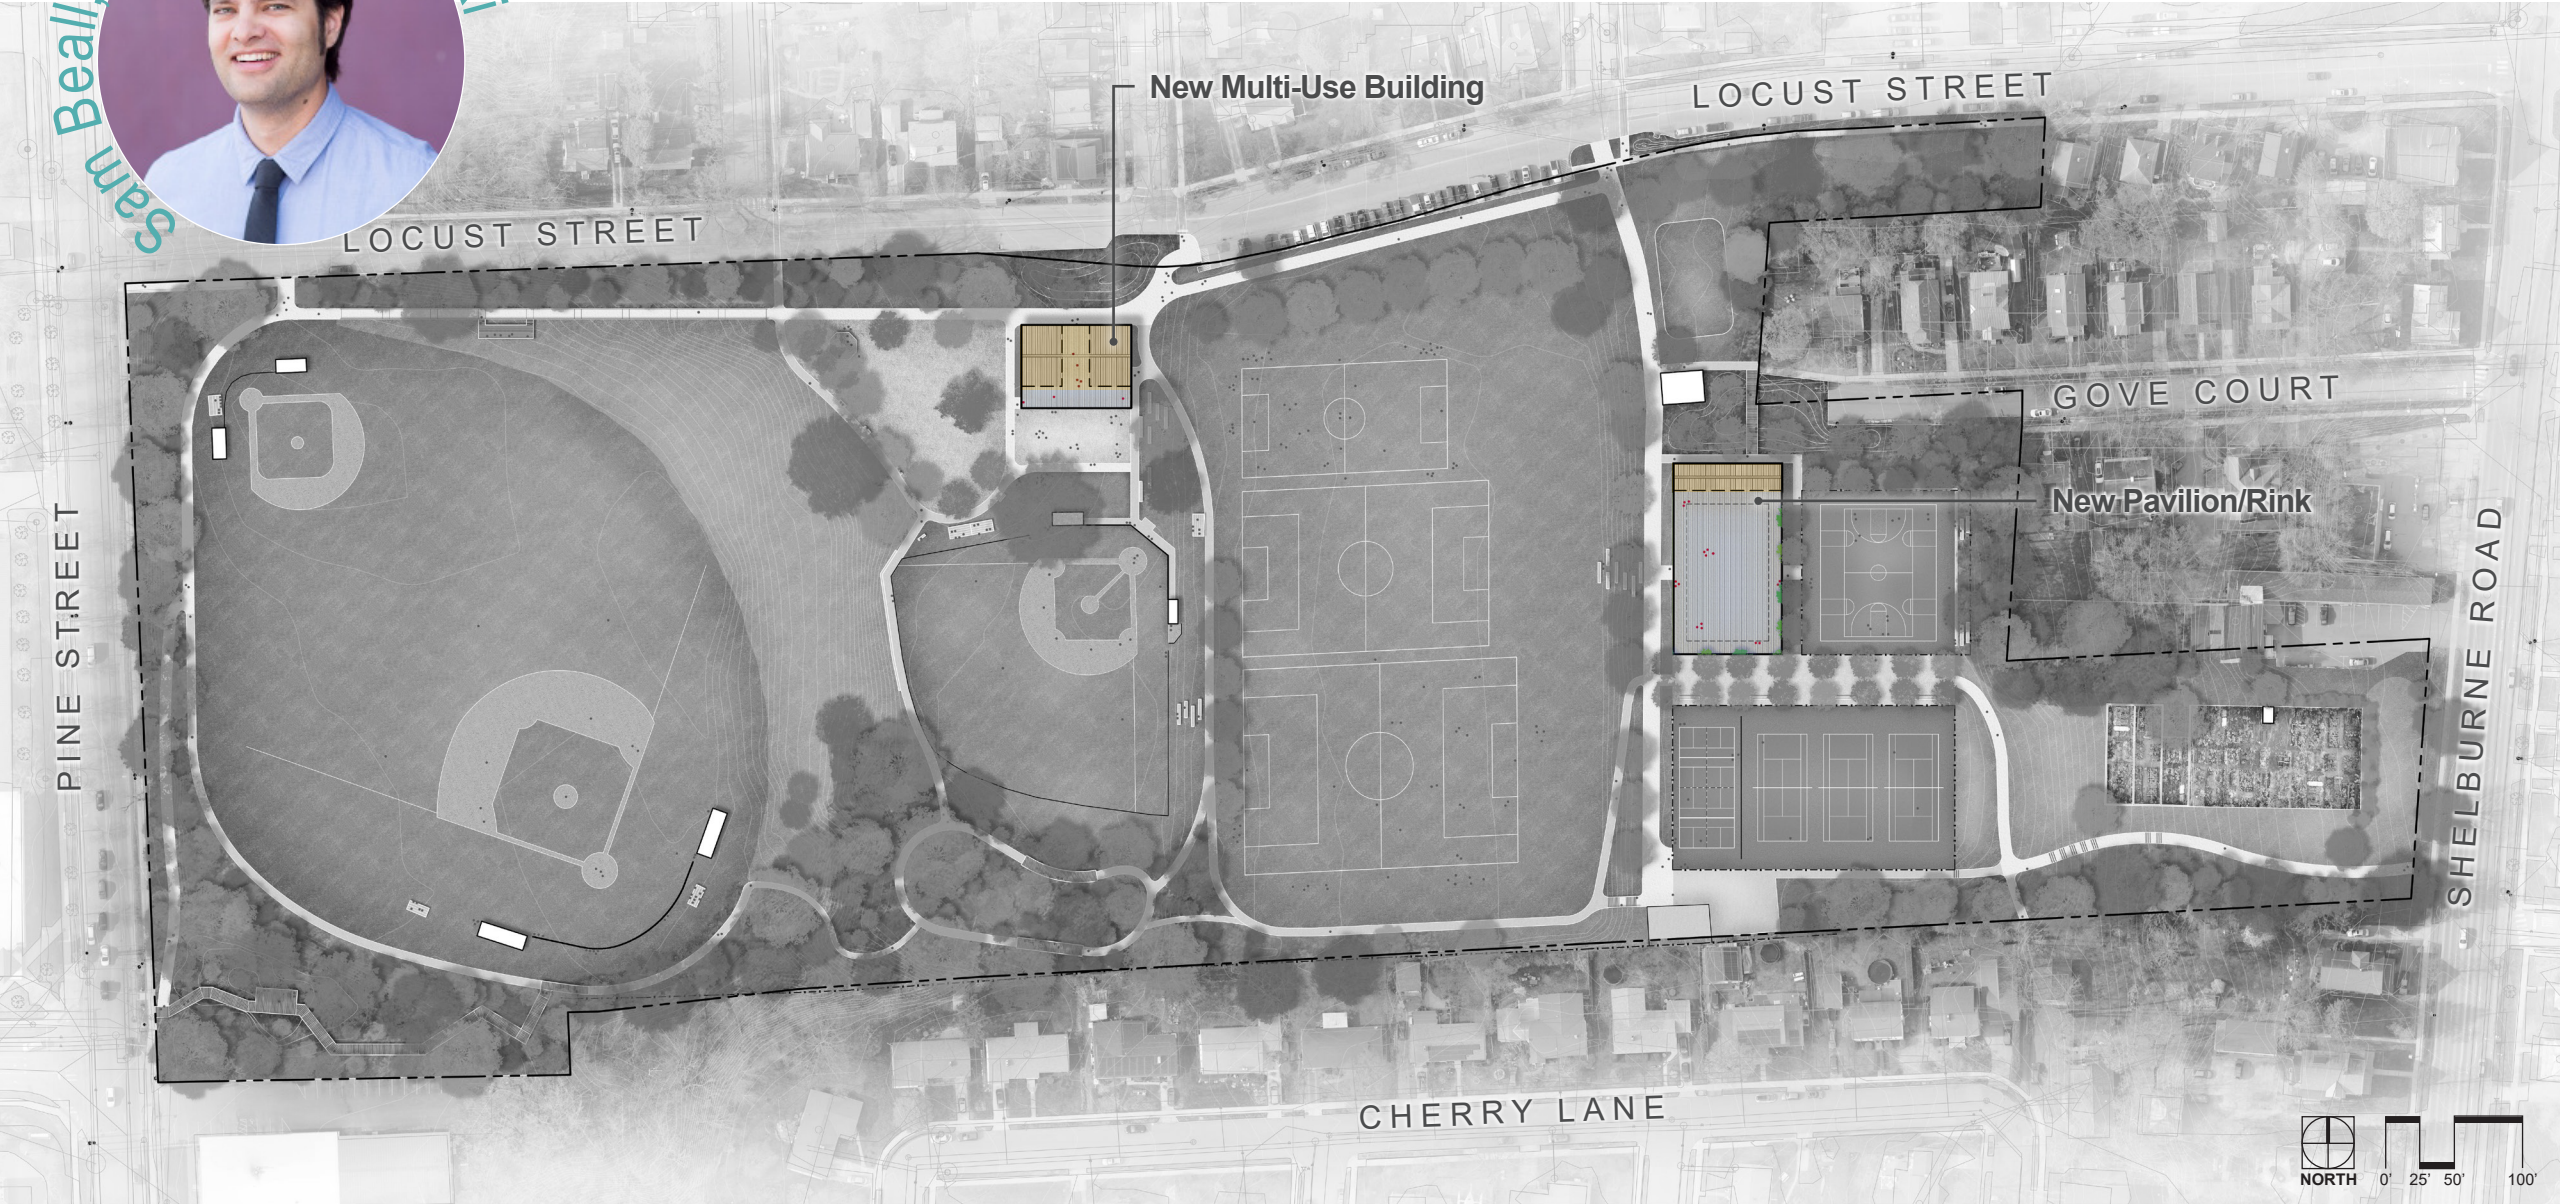 Sam Beall,
New Multi-Use Building
LOCUST STREET
LOCUST STREET
GOVE COURT
New Pavilion/Rink
PINE STREET
SHELBURNE ROAD
CHERRY LANE
NORTH
0' 25' 50' 100'